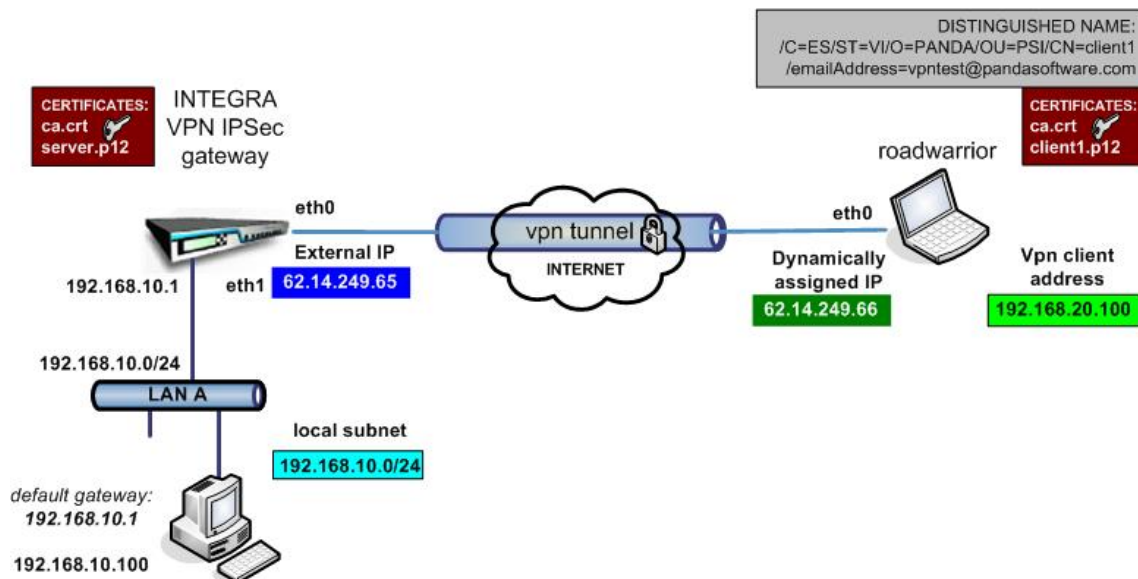 DISTINGUISHED NAME:
/C=ES/ST=VI/O=PANDA/OU=PSI/CN=client1
/emailAddress=vpntest@pandasoftware.com
CERTIFICATES:
ca.crt
server.p12
INTEGRA
VPN IPSec
gateway
CERTIFICATES:
ca.crt
client1.p12
roadwarrior
eth0
vpn tunnel
INTERNET
eth0
External IP
62.14.249.65
eth1
192.168.10.1
Dynamically
assigned IP
62.14.249.66
Vpn client
address
192.168.20.100
192.168.10.0/24
LAN A
local subnet
192.168.10.0/24
default gateway:
192.168.10.1
192.168.10.100